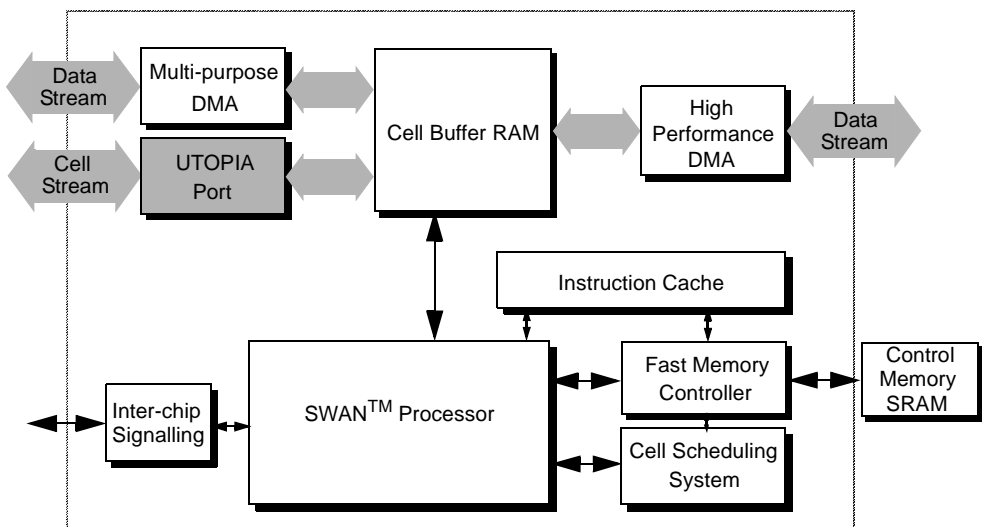 Data
Stream
Multi-purpose
DMA
Cell Buffer RAM
High
Performance
DMA
Data
Stream
Cell
Stream
UTOPIA
Port
Instruction Cache
Fast Memory
Controller
Control
Memory
SRAM
Inter-chip
Signalling
SWAN™ Processor
Cell Scheduling
System